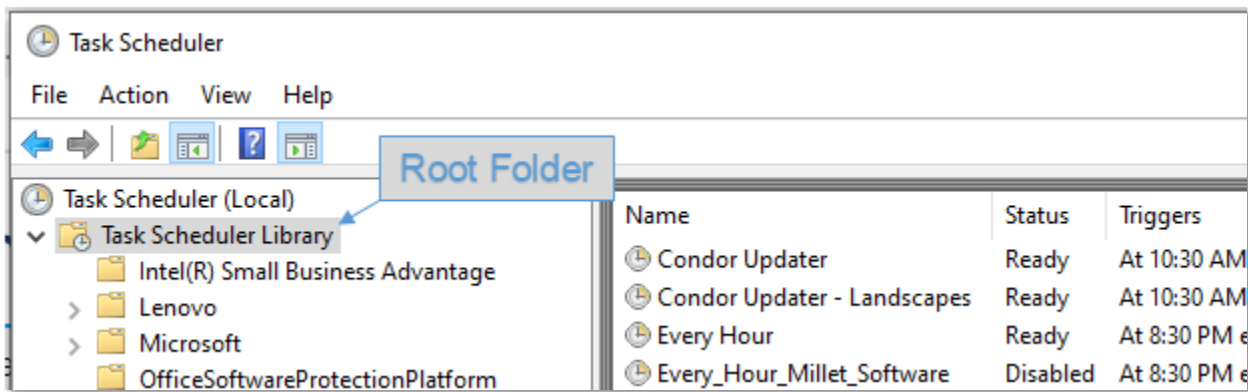 Task Scheduler
File Action View Help
Root Folder
Task Scheduler (Local)
Task Scheduler Library
Intel(R) Small Business Advantage
Lenovo
Microsoft
OfficeSoftwareProtectionPlatform
Name Status Triggers
Condor Updater Ready At 10:30 AM
Condor Updater - Landscapes Ready At 10:30 AM
Every Hour Ready At 8:30 PM e
Every_Hour_Millet_Software Disabled At 8:30 PM e